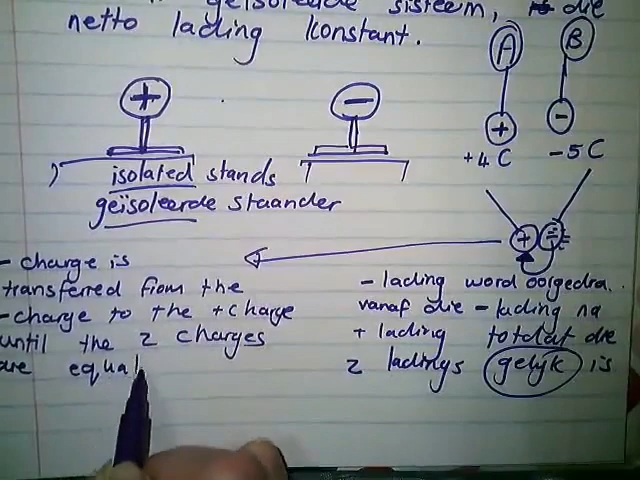 geïsoleerde sisteem, die
netto lading konstant.
A
B
+
-
+
-
+4 C
-5 C
isolated stands
geïsoleerde staander
+
- charge is
transferred from the
- charge to the + charge
until the 2 charges
are equal
- lading word oorgedra..
vanaf die - lading na
+ lading totdat die
2 ladings gelyk is